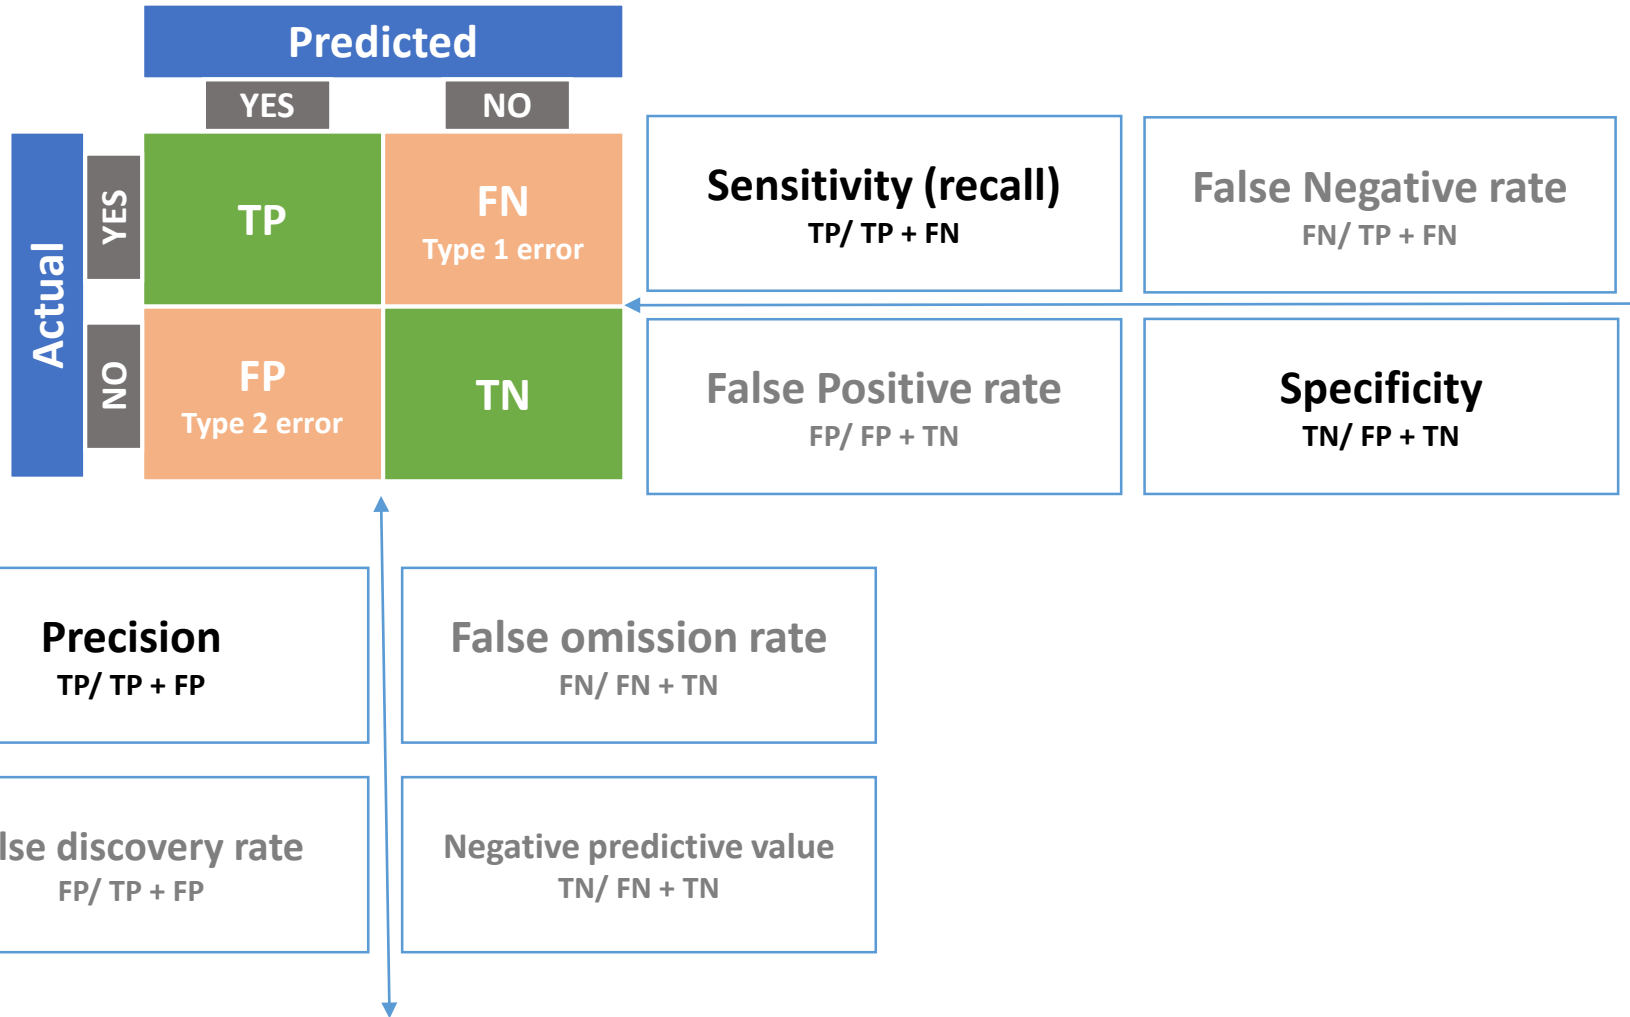 Predicted
YES
NO
Actual
YES
NO
TP
FN
Type 1 error
FP
Type 2 error
TN
Sensitivity (recall)
TP/ TP + FN
False Negative rate
FN/ TP + FN
False Positive rate
FP/ FP + TN
Specificity
TN/ FP + TN
Precision
TP/ TP + FP
False omission rate
FN/ FN + TN
lse discovery rate
FP/ TP + FP
Negative predictive value
TN/ FN + TN